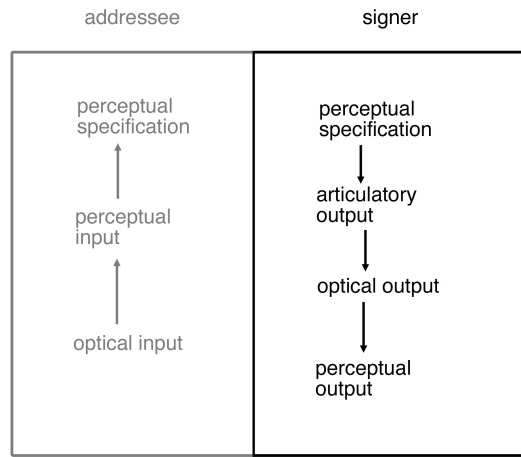 addressee
signer
perceptual
specification
perceptual
input
optical input
perceptual
specification
articulatory
output
optical output
perceptual
output